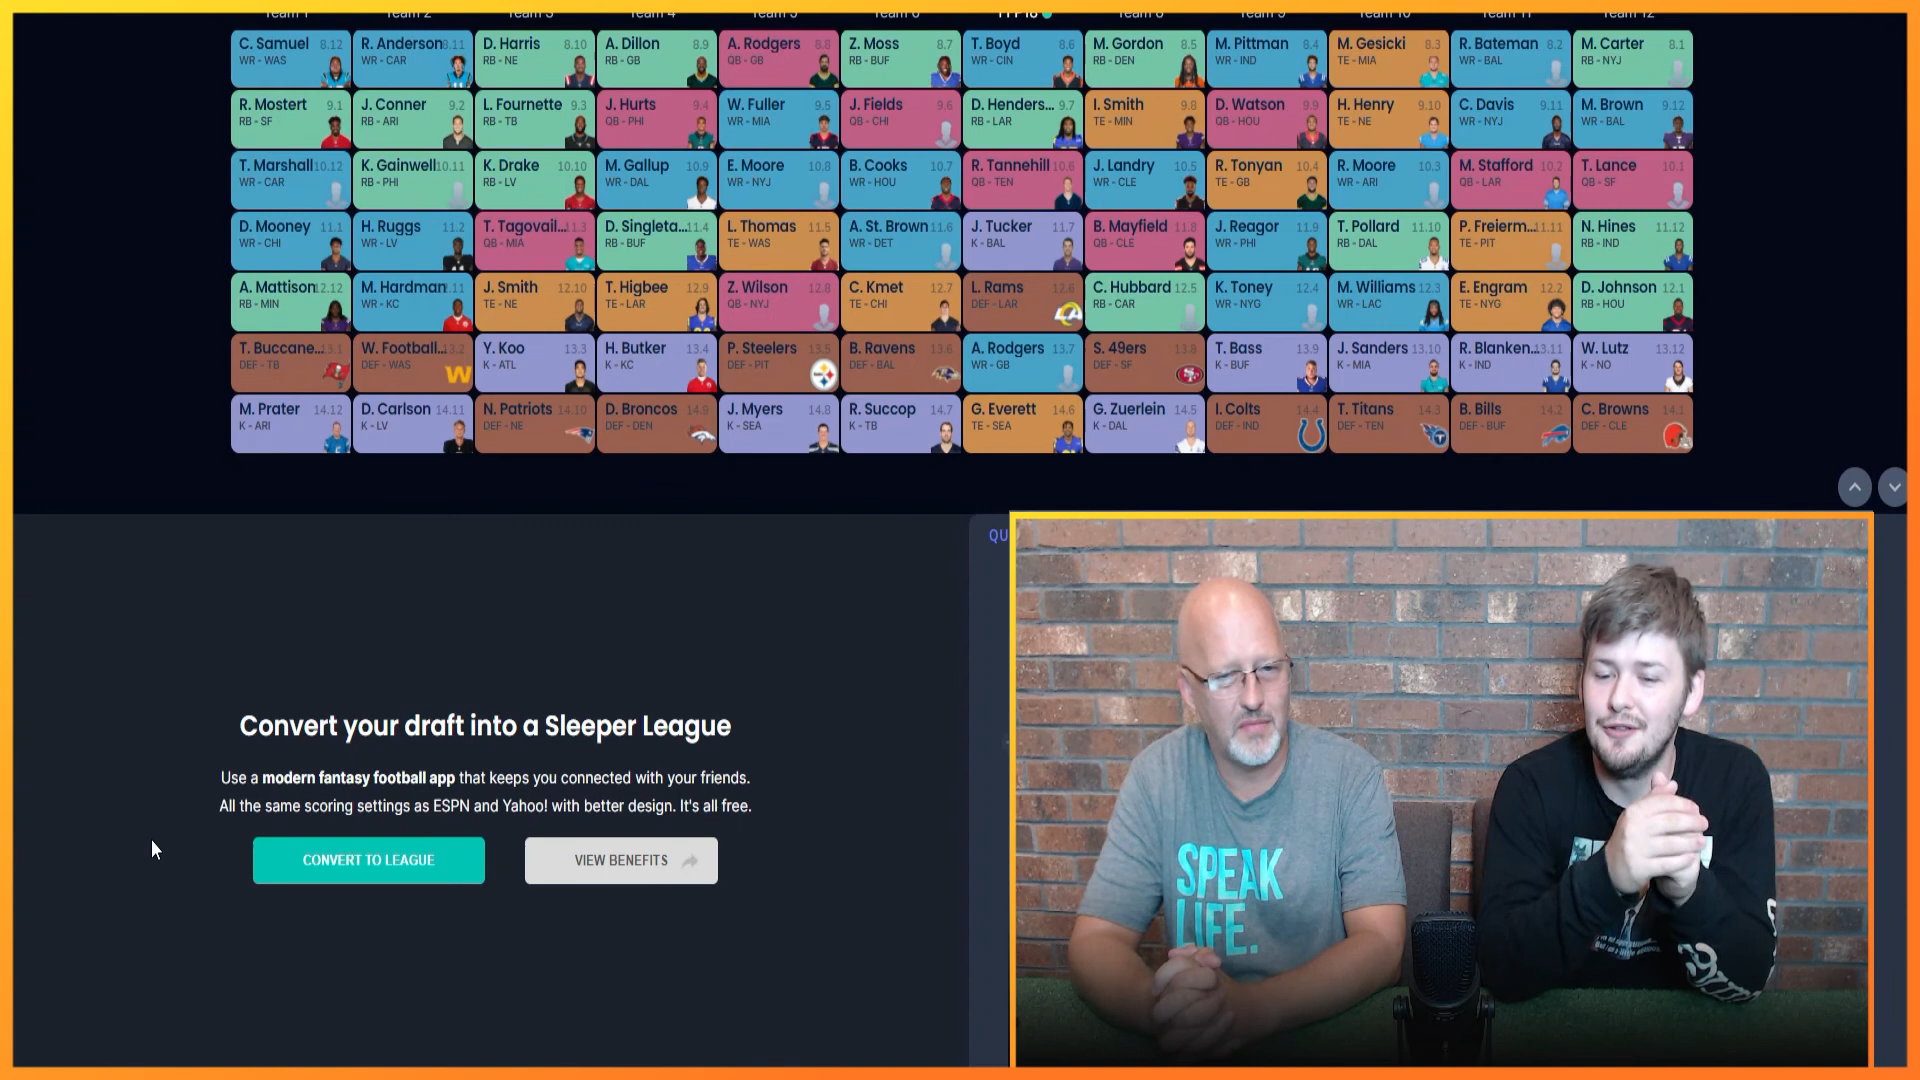 Team 1 Team 2 Team 3 Team 4 Team 5 Team 6 Team 8 Team 9 Team 10 Team 11 Team 12
C. Samuel 8.12 R. Anderson 8.11 D. Harris 8.10 A. Dillon 8.9 A. Rodgers 8.8 Z. Moss 8.7 T. Boyd 8.6 M. Gordon 8.5 M. Pittman 8.4 M. Gesicki 8.3 R. Bateman 8.2 M. Carter 8.1
WR - WAS WR - CAR RB - NE RB - GB QB - GB RB - BUF WR - CIN RB - DEN WR - IND TE - MIA WR - BAL RB - NYJ
R. Mostert 9.1 J. Conner 9.2 L. Fournette 9.3 J. Hurts 9.4 W. Fuller 9.5 J. Fields 9.6 D. Henders... 9.7 I. Smith 9.8 D. Watson 9.9 H. Henry 9.10 C. Davis 9.11 M. Brown 9.12
RB - SF RB - ARI RB - TB QB - PHI WR - MIA QB - CHI RB - LAR TE - MIN QB - HOU TE - NE WR - NYJ WR - BAL
T. Marshall 10.12 K. Gainwell 10.11 K. Drake 10.10 M. Gallup 10.9 E. Moore 10.8 B. Cooks 10.7 R. Tannehill 10.6 J. Landry 10.5 R. Tonyan 10.4 R. Moore 10.3 M. Stafford 10.2 T. Lance 10.1
WR - CAR RB - PHI RB - LV WR - DAL WR - NYJ WR - HOU QB - TEN WR - CLE TE - GB WR - ARI QB - LAR QB - SF
D. Mooney 11.1 H. Ruggs 11.2 T. Tagovail... 11.3 D. Singleta... 11.4 L. Thomas 11.5 A. St. Brown 11.6 J. Tucker 11.7 B. Mayfield 11.8 J. Reagor 11.9 T. Pollard 11.10 P. Freierm... 11.11 N. Hines 11.12
WR - CHI WR - LV QB - MIA RB - BUF TE - WAS WR - DET K - BAL QB - CLE WR - PHI RB - DAL TE - PIT RB - IND
A. Mattison 12.12 M. Hardman 12.11 J. Smith 12.10 T. Higbee 12.9 Z. Wilson 12.8 C. Kmet 12.7 L. Rams 12.6 C. Hubbard 12.5 K. Toney 12.4 M. Williams 12.3 E. Engram 12.2 D. Johnson 12.1
RB - MIN WR - KC TE - NE TE - LAR QB - NYJ TE - CHI DEF - LAR RB - CAR WR - NYG WR - LAC TE - NYG RB - HOU
T. Buccane... 13.1 W. Football... 13.2 Y. Koo 13.3 H. Butker 13.4 P. Steelers 13.5 B. Ravens 13.6 A. Rodgers 13.7 S. 49ers 13.8 T. Bass 13.9 J. Sanders 13.10 R. Blanken... 13.11 W. Lutz 13.12
DEF - TB DEF - WAS K - ATL K - KC DEF - PIT DEF - BAL WR - GB DEF - SF K - BUF K - MIA K - IND K - NO
M. Prater 14.12 D. Carlson 14.11 N. Patriots 14.10 D. Broncos 14.9 J. Myers 14.8 R. Succop 14.7 G. Everett 14.6 G. Zuerlein 14.5 I. Colts 14.4 T. Titans 14.3 B. Bills 14.2 C. Browns 14.1
K - ARI K - LV DEF - NE DEF - DEN K - SEA K - TB TE - SEA K - DAL DEF - IND DEF - TEN DEF - BUF DEF - CLE
QU
Convert your draft into a Sleeper League
Use a modern fantasy football app that keeps you connected with your friends.
All the same scoring settings as ESPN and Yahoo! with better design. It's all free.
CONVERT TO LEAGUE VIEW BENEFITS
SPEAK
LIFE.